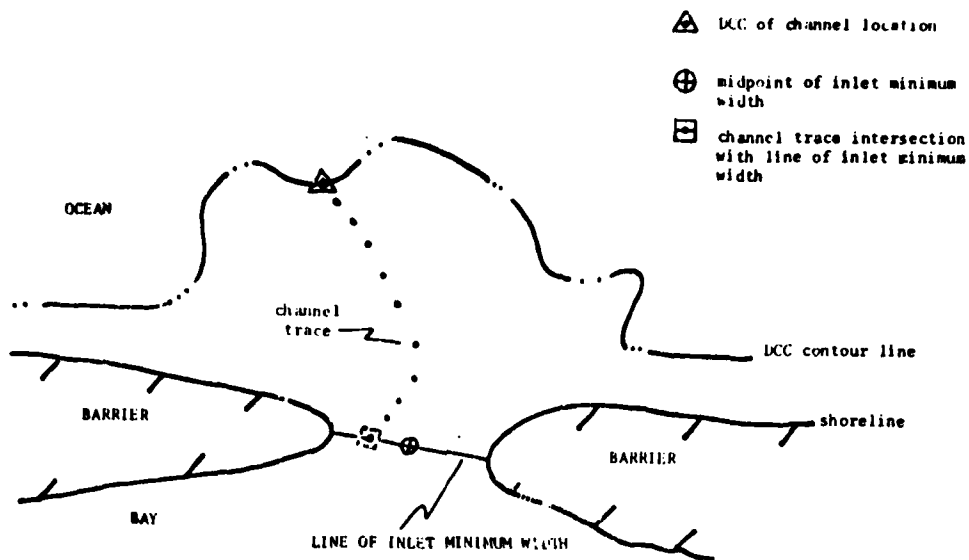 DCC of channel location
midpoint of inlet minimum
width
channel trace intersection
with line of inlet minimum
width
OCEAN
channel
trace
DCC contour line
BARRIER
shoreline
BARRIER
BAY
LINE OF INLET MINIMUM WIDTH